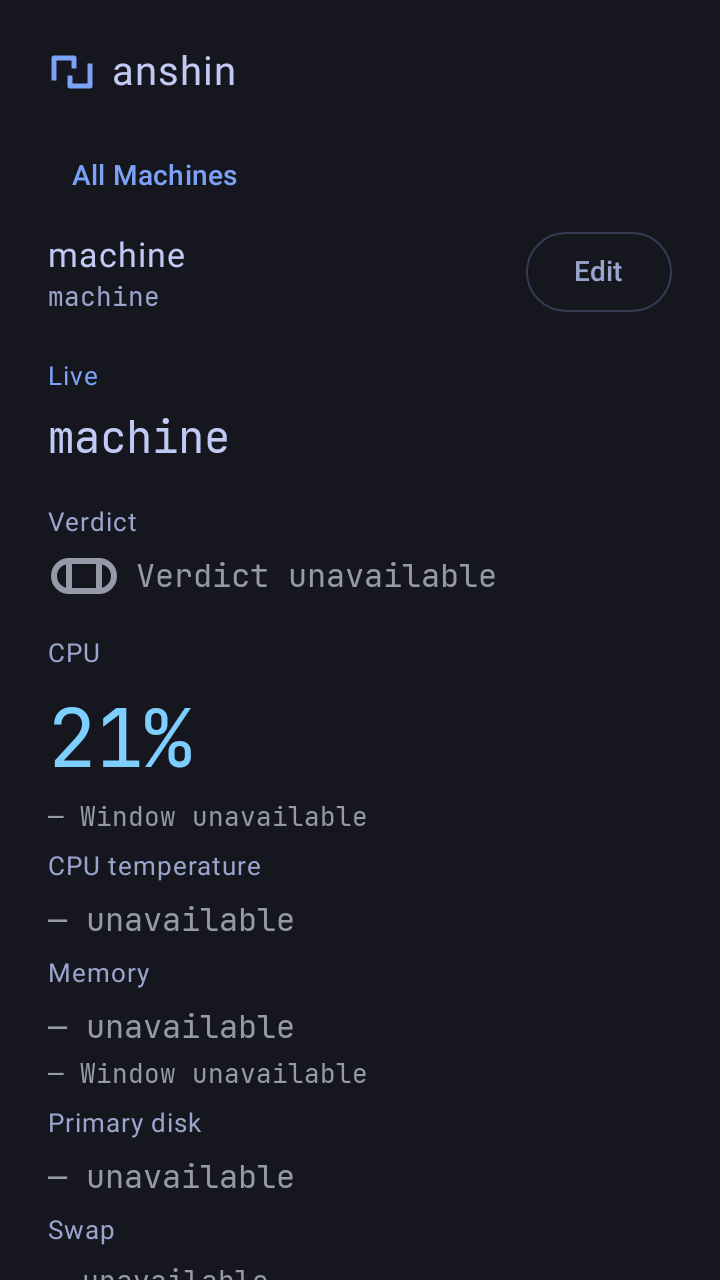 anshin
All Machines
machine
machine
Edit
Live
machine
Verdict
Verdict unavailable
CPU
21%
— Window unavailable
CPU temperature
— unavailable
Memory
— unavailable
— Window unavailable
Primary disk
— unavailable
Swap
unavailable